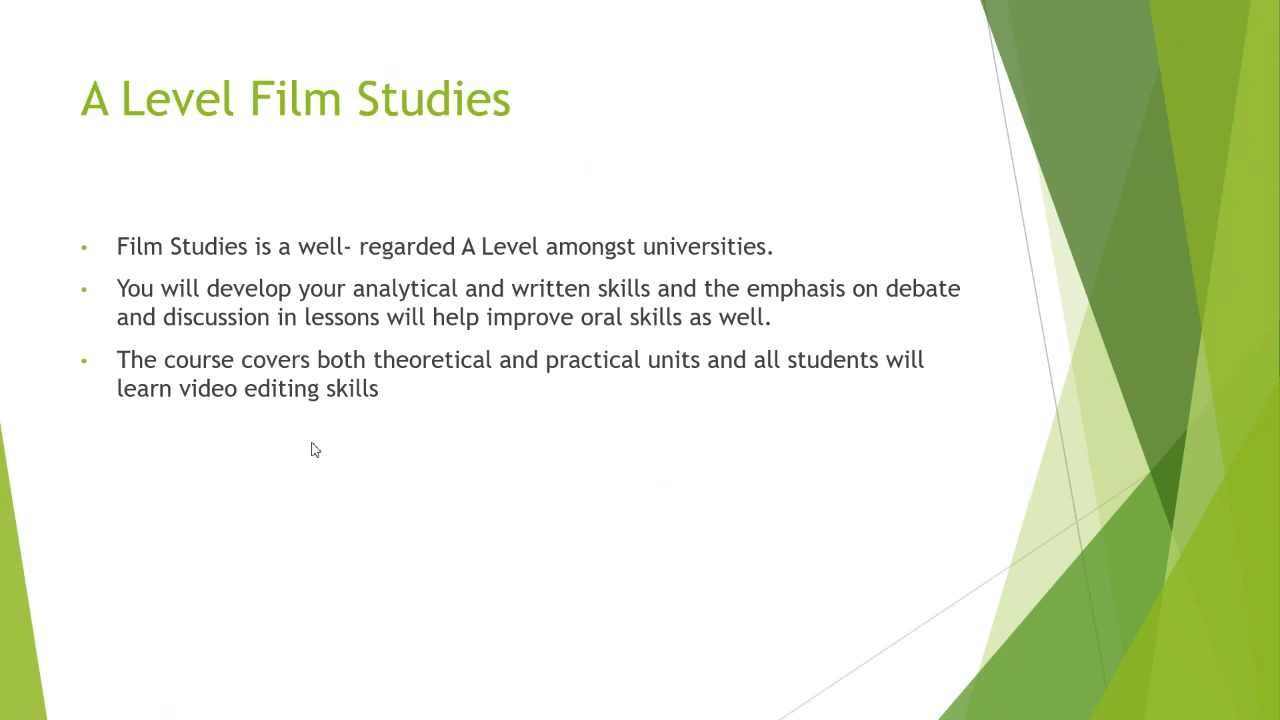 A Level Film Studies
• Film Studies is a well- regarded A Level amongst universities.
• You will develop your analytical and written skills and the emphasis on debate
and discussion in lessons will help improve oral skills as well.
• The course covers both theoretical and practical units and all students will
learn video editing skills